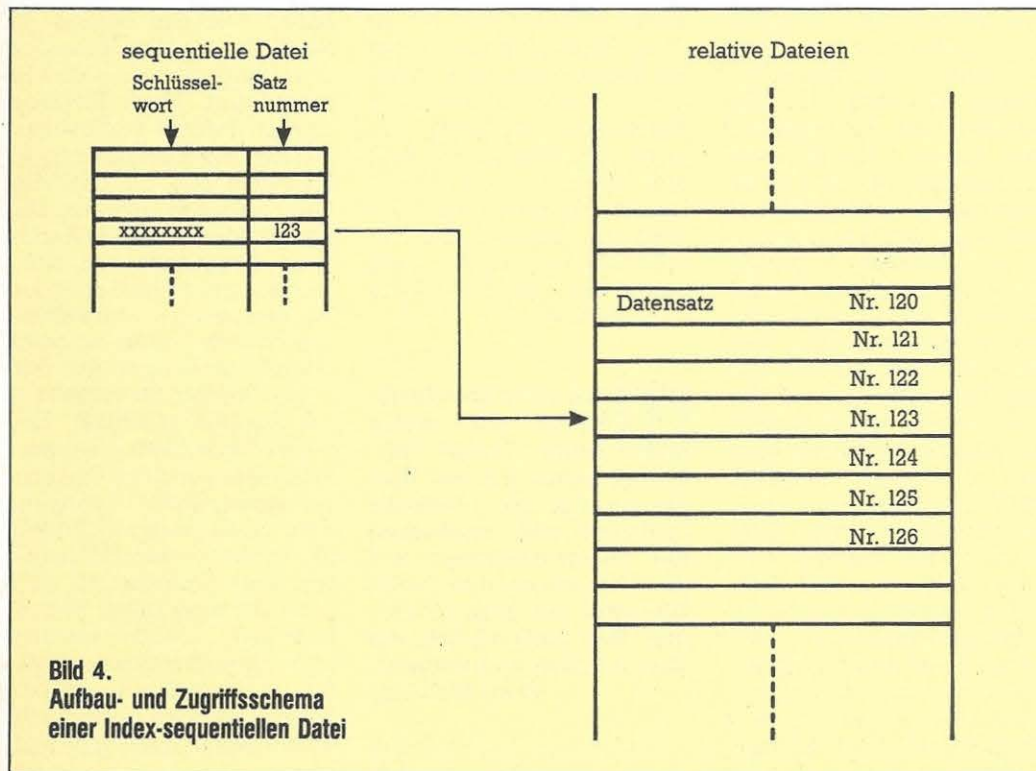 sequentielle Datei
Schlüssel-
wort
Satz
nummer
xxxxxxxx 123
relative Dateien
Datensatz Nr. 120
Nr. 121
Nr. 122
Nr. 123
Nr. 124
Nr. 125
Nr. 126
Bild 4.
Aufbau- und Zugriffsschema
einer Index-sequentiellen Datei